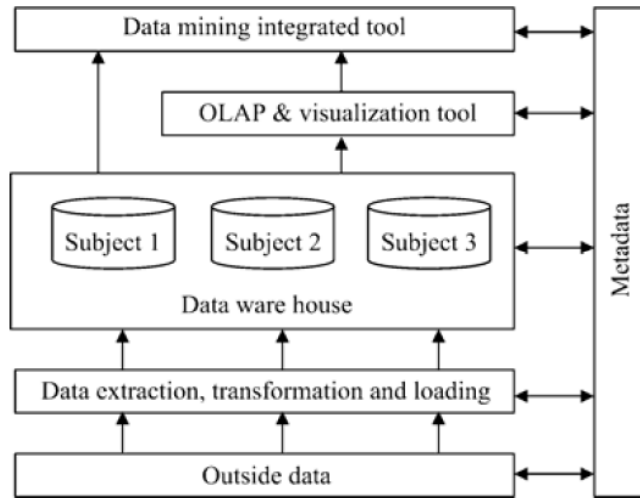 Data mining integrated tool
OLAP & visualization tool
Subject 1
Subject 2
Subject 3
Data ware house
Data extraction, transformation and loading
Outside data
Metadata